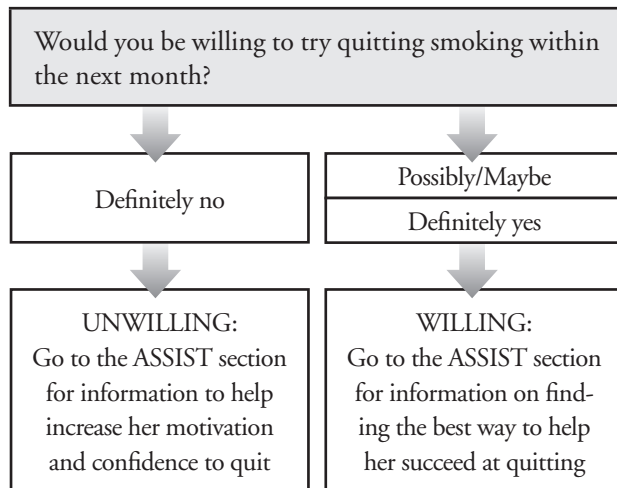 Would you be willing to try quitting smoking within
the next month?
Definitely no
Possibly/Maybe
Definitely yes
UNWILLING:
Go to the ASSIST section
for information to help
increase her motivation
and confidence to quit
WILLING:
Go to the ASSIST section
for information on find-
ing the best way to help
her succeed at quitting